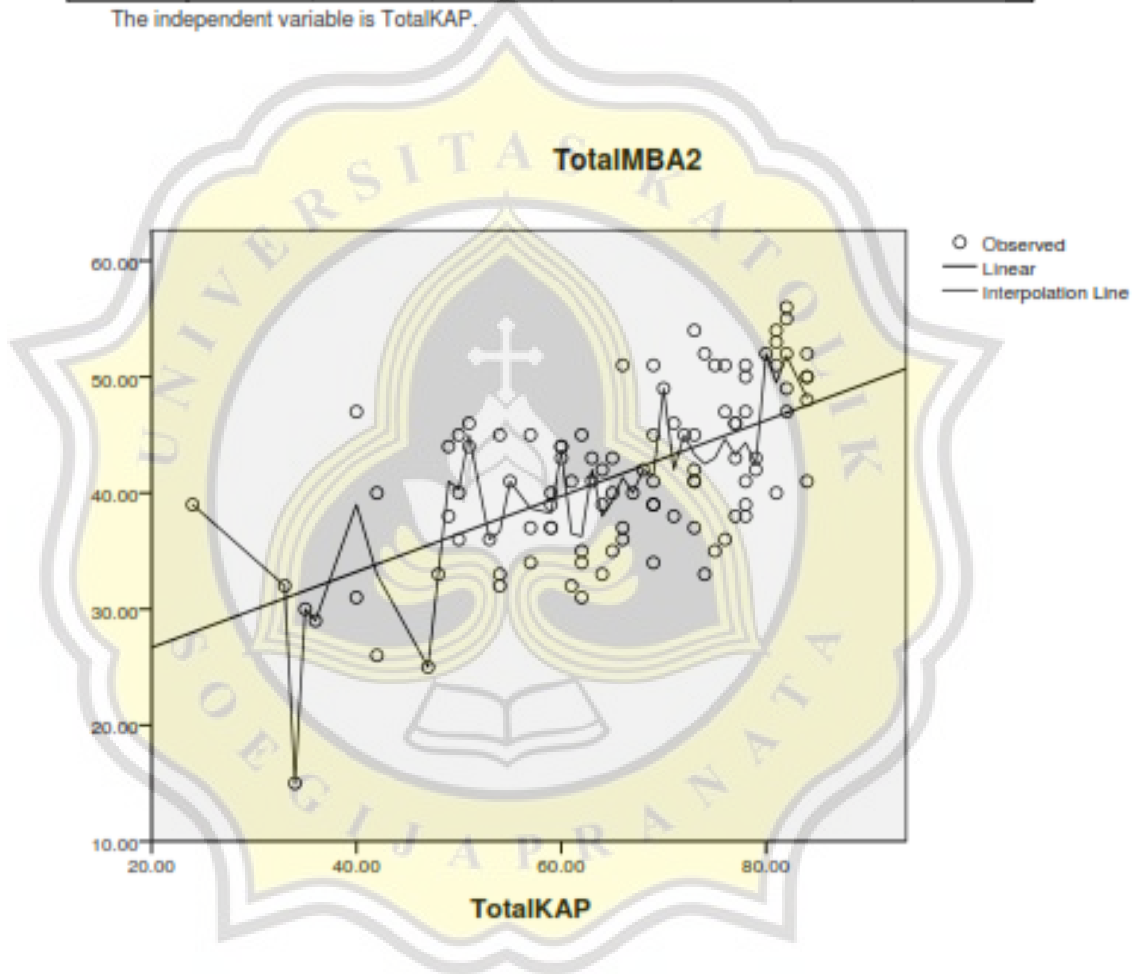 The independent variable is TotalKAP.
TotalMBA2
UNIVERSITAS KATOLIK
SOEGIJAPRANATA
60.00
50.00
40.00
30.00
20.00
10.00
20.00 40.00 60.00 80.00
TotalKAP
Observed
Linear
Interpolation Line